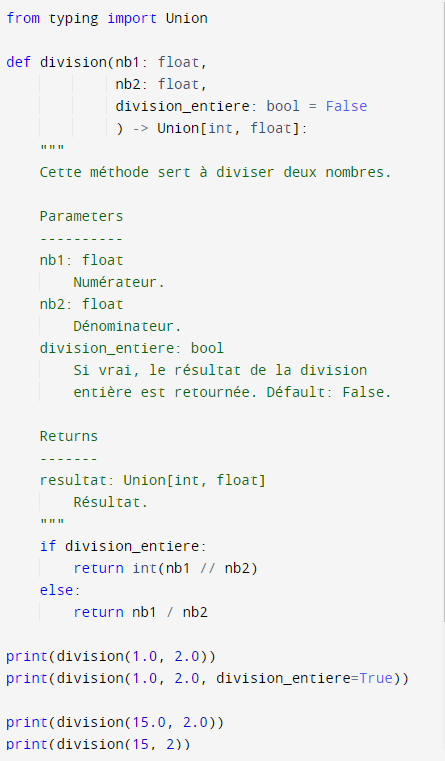 from typing import Union

def division(nb1: float,
             nb2: float,
             division_entiere: bool = False
             ) -> Union[int, float]:
    """
    Cette méthode sert à diviser deux nombres.

    Parameters
    ----------
    nb1: float
        Numérateur.
    nb2: float
        Dénominateur.
    division_entiere: bool
        Si vrai, le résultat de la division
        entière est retournée. Défault: False.

    Returns
    -------
    resultat: Union[int, float]
        Résultat.
    """
    if division_entiere:
        return int(nb1 // nb2)
    else:
        return nb1 / nb2

print(division(1.0, 2.0))
print(division(1.0, 2.0, division_entiere=True))

print(division(15.0, 2.0))
print(division(15, 2))